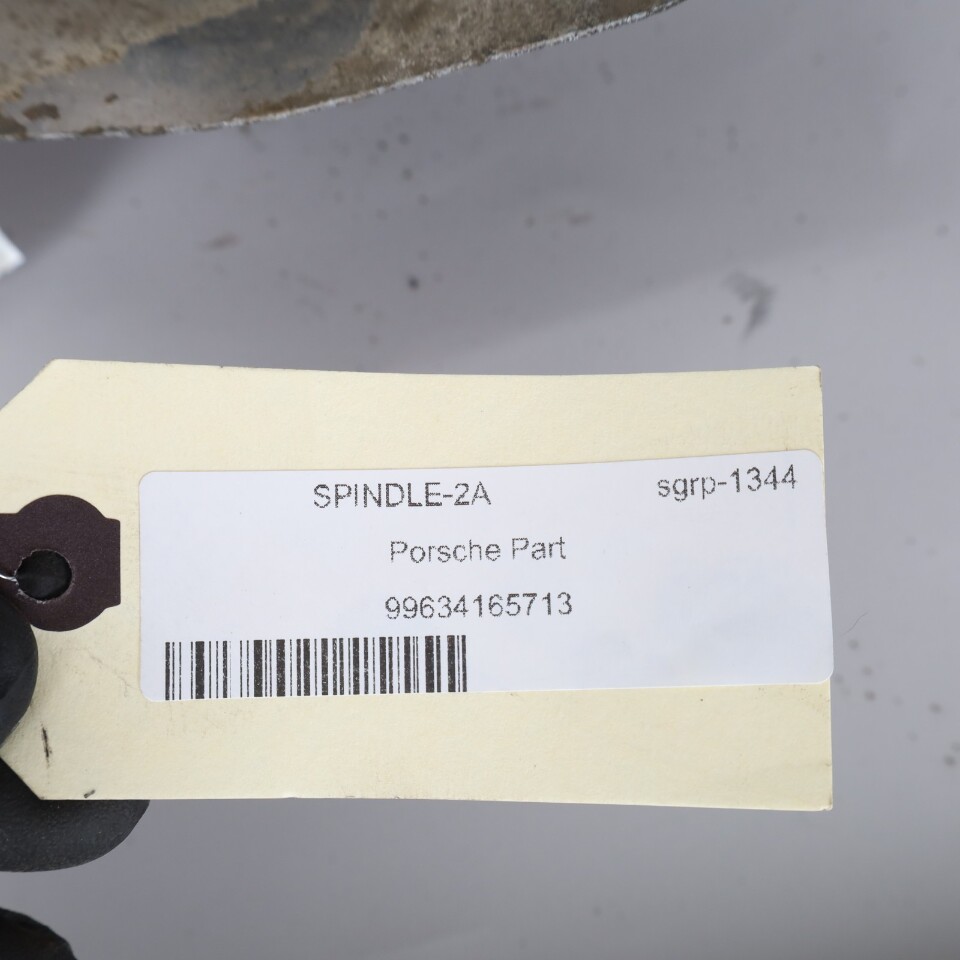 SPINDLE-2A sgrp-1344
Porsche Part
99634165713